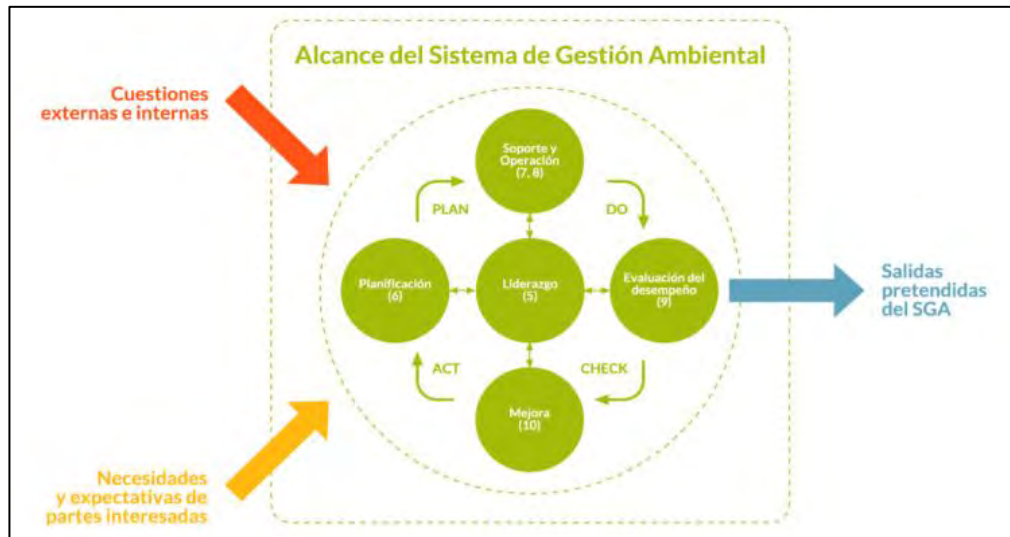 Alcance del Sistema de Gestión Ambiental
Cuestiones
externas e internas
Soporte y
Operación
(7, 8)
PLAN
DO
Planificación
(6)
Liderazgo
(5)
Evaluación del
desempeño
(9)
Salidas
pretendidas
del SGA
ACT
CHECK
Mejora
(10)
Necesidades
y expectativas de
partes interesadas